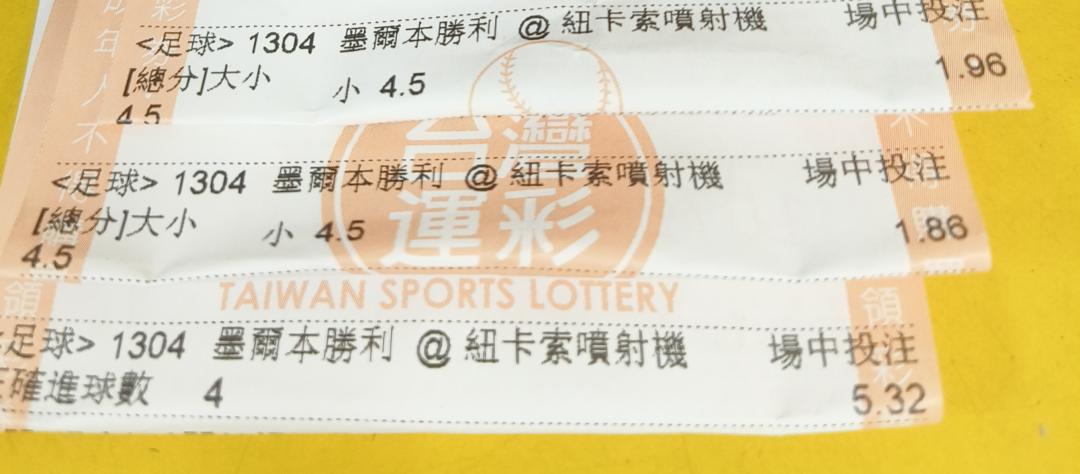 <足球> 1304 墨爾本勝利 @ 紐卡索噴射機 場中投注
[總分]大小 小 4.5 1.96
4.5
<足球> 1304 墨爾本勝利 @ 紐卡索噴射機 場中投注
[總分]大小 小 4.5 1.86
4.5
台灣
運彩
TAIWAN SPORTS LOTTERY
足球> 1304 墨爾本勝利 @ 紐卡索噴射機 場中投注
確進球數 4 5.32